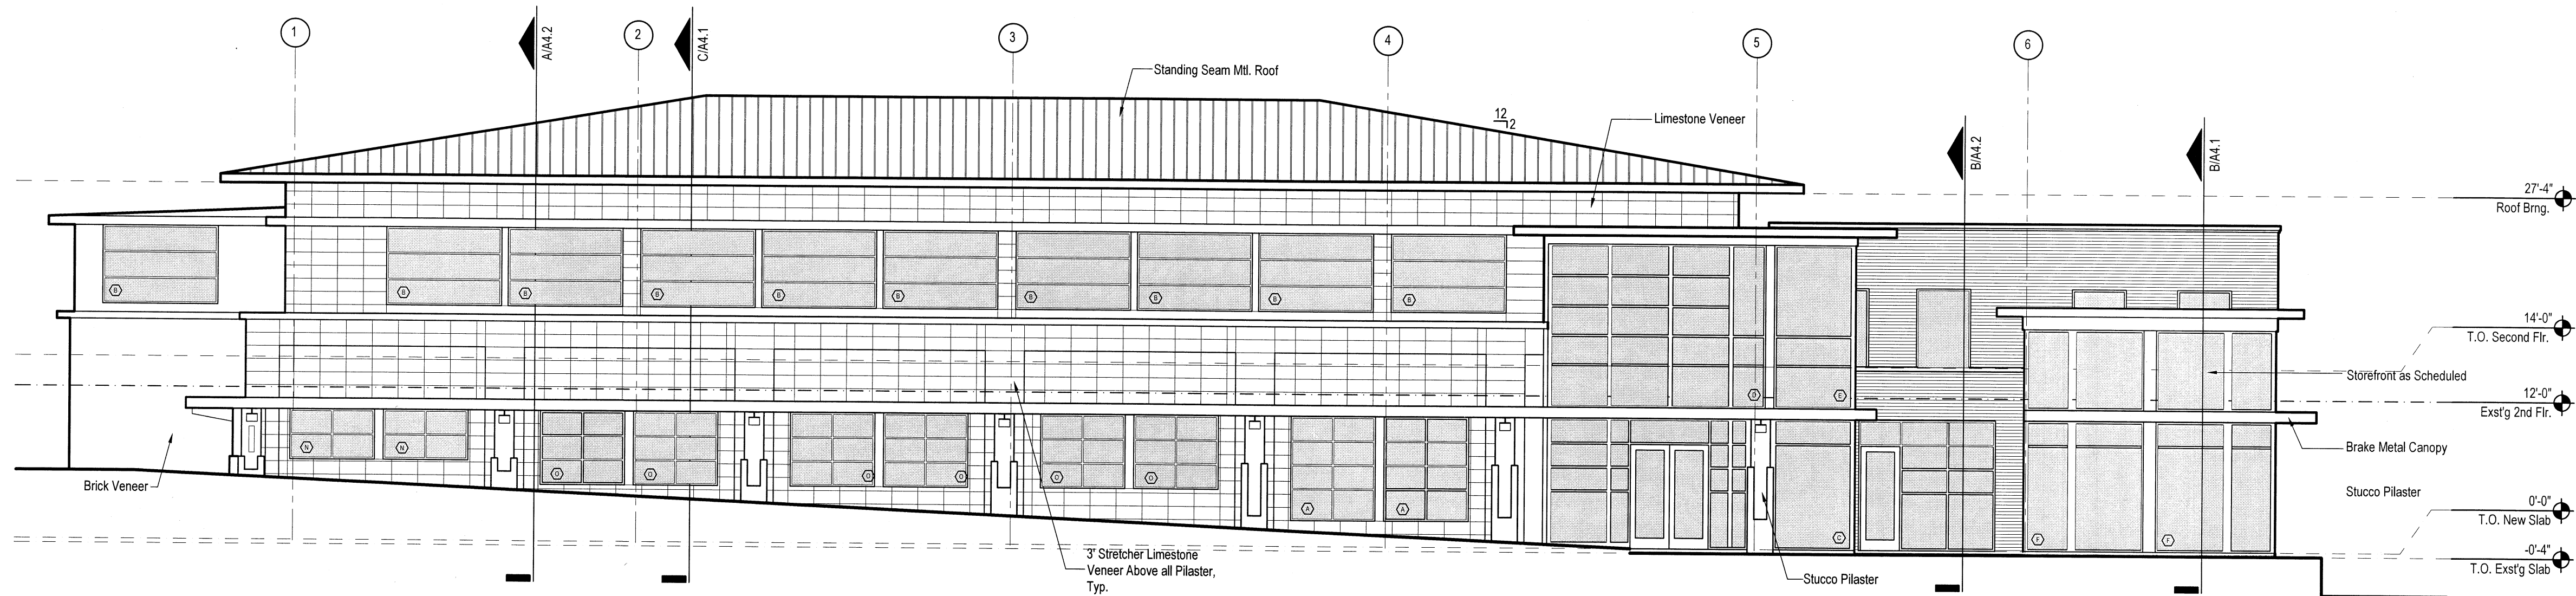 1
A/A4.2
2
C/A4.1
3
4
5
6
B/A4.2
B/A4.1
Standing Seam Mtl. Roof
12
2
Limestone Veneer
27'-4"
Roof Brng.
B
B
B
B
B
B
B
B
B
B
14'-0"
T.O. Second Flr.
Storefront as Scheduled
D
E
12'-0"
Exst'g 2nd Flr.
Brake Metal Canopy
N
N
O
O
O
O
O
O
A
A
Brick Veneer
Stucco Pilaster
0'-0"
T.O. New Slab
C
F
-0'-4"
T.O. Exst'g Slab
3' Stretcher Limestone
Veneer Above all Pilaster,
Typ.
Stucco Pilaster